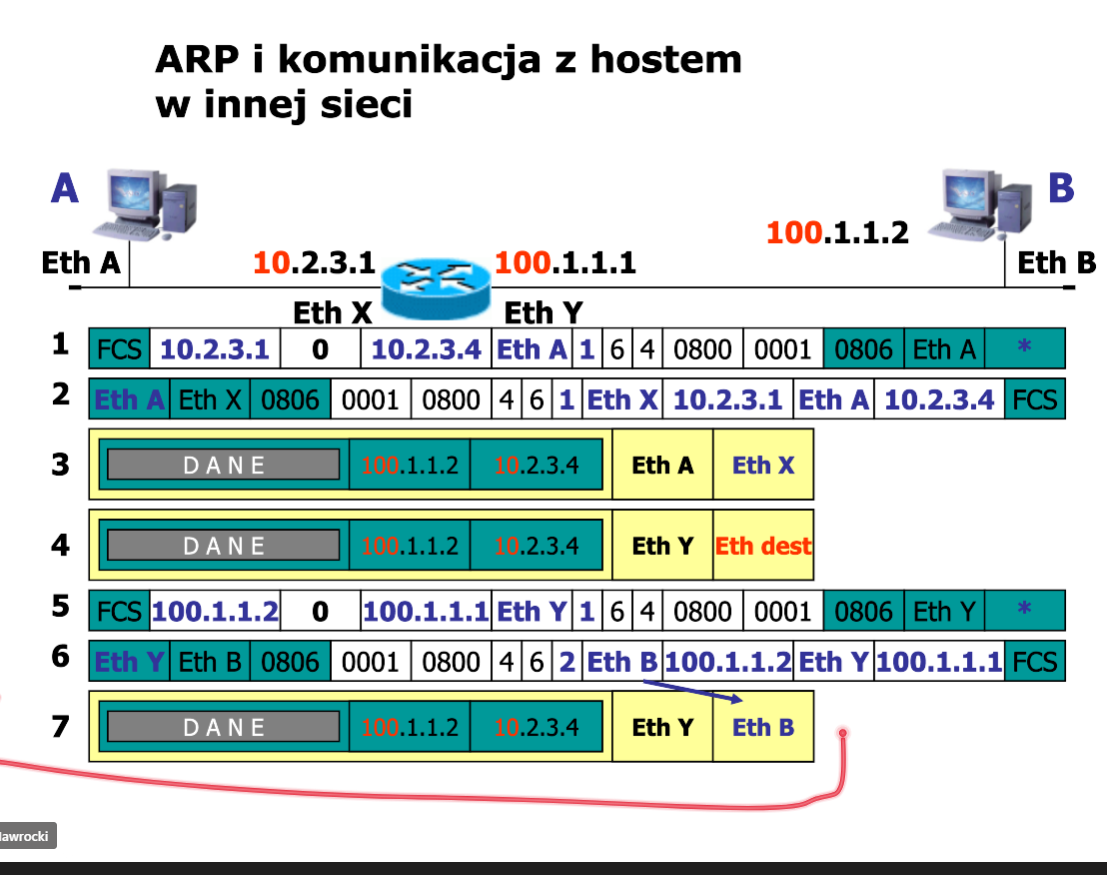 ARP i komunikacja z hostem
w innej sieci
A
B
100.1.1.2
Eth A
10.2.3.1
100.1.1.1
Eth B
Eth X
Eth Y
1 FCS 10.2.3.1 0 10.2.3.4 Eth A 1 6 4 0800 0001 0806 Eth A *
2 Eth A Eth X 0806 0001 0800 4 6 1 Eth X 10.2.3.1 Eth A 10.2.3.4 FCS
3 DANE 100.1.1.2 10.2.3.4 Eth A Eth X
4 DANE 100.1.1.2 10.2.3.4 Eth Y Eth dest
5 FCS 100.1.1.2 0 100.1.1.1 Eth Y 1 6 4 0800 0001 0806 Eth Y *
6 Eth Y Eth B 0806 0001 0800 4 6 2 Eth B 100.1.1.2 Eth Y 100.1.1.1 FCS
7 DANE 100.1.1.2 10.2.3.4 Eth Y Eth B